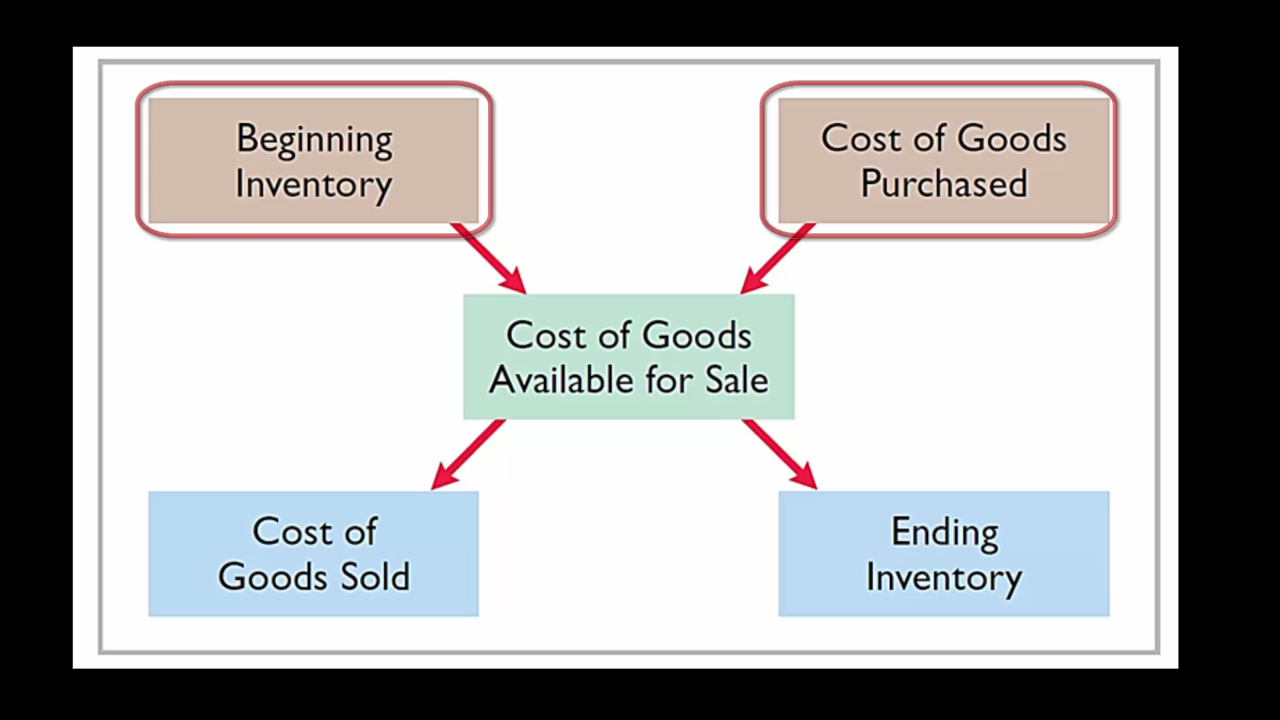 Beginning
Inventory
Cost of Goods
Purchased
Cost of Goods
Available for Sale
Cost of
Goods Sold
Ending
Inventory